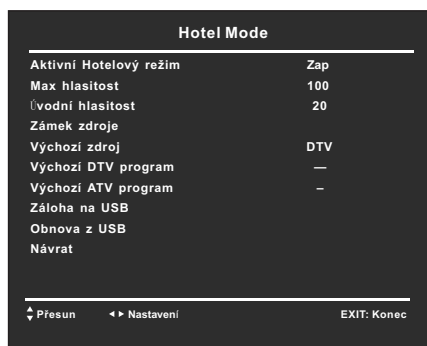 Hotel Mode
Aktivní Hotelový režim Zap
Max hlasitost 100
Úvodní hlasitost 20
Zámek zdroje
Výchozí zdroj DTV
Výchozí DTV program —
Výchozí ATV program –
Záloha na USB
Obnova z USB
Návrat
Přesun Nastavení EXIT: Konec